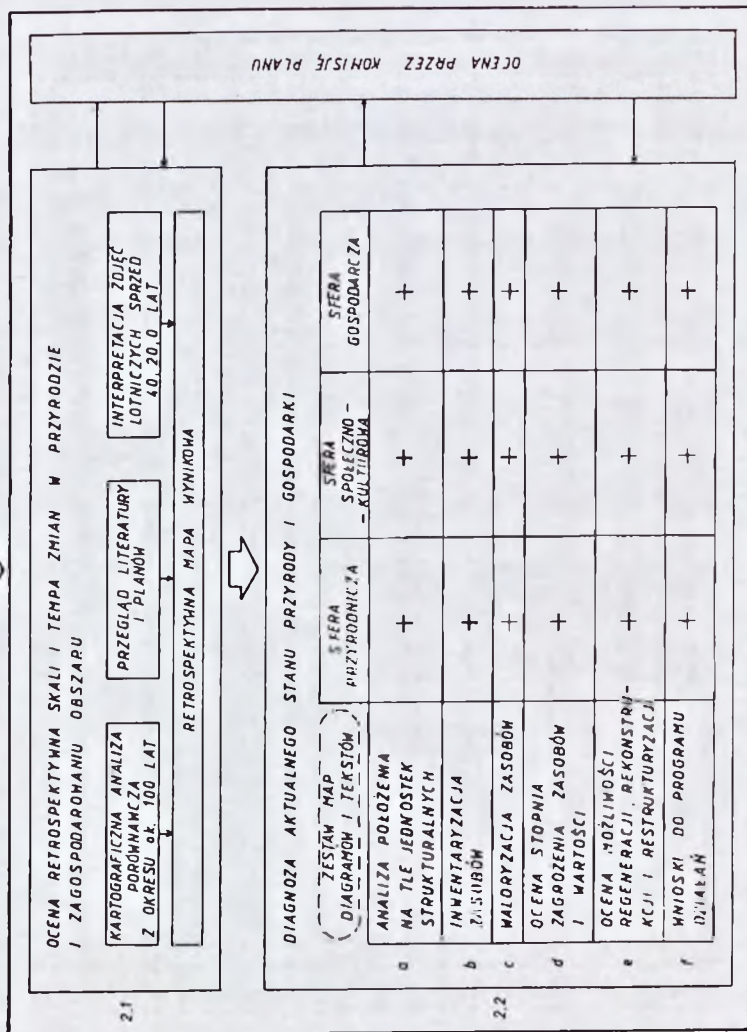 2.1
OCENA RETROSPEKTYWNA SKALI I TEMPA ZMIAN W PRZYRODZIE
I ZAGOSPODAROWANIU OBSZARU
KARTOGRAFICZNA ANALIZA
PORÓWNAWCZA
Z OKRESU ok. 100 LAT
PRZEGLĄD LITERATURY
I PLANÓW
INTERPRETACJA ZDJĘĆ
LOTNICZYCH SPRZED
40, 20, 0 LAT
RETROSPEKTYWNA MAPA WYNIKOWA
2.2
DIAGNOZA AKTUALNEGO STANU PRZYRODY I GOSPODARKI
ZESTAW MAP
DIAGRAMÓW I TEKSTÓW
SFERA
PRZYRODNICZA
SFERA
SPOŁECZNO -
- KULTUROWA
SFERA
GOSPODARCZA
a
ANALIZA POŁOŻENIA
NA TLE JEDNOSTEK
STRUKTURALNYCH
+ + +
b
INWENTARYZACJA
ZASOBÓW
+ + +
c
WALORYZACJA ZASOBÓW
+ + +
d
OCENA STOPNIA
ZAGROŻENIA ZASOBÓW
I WARTOŚCI
+ + +
e
OCENA MOŻLIWOŚCI
REGENERACJI, REKONSTRU-
KCJI I RESTRUKTURYZACJI
+ + +
f
WNIOSKI DO PROGRAMU
DZIAŁAŃ
+ + +
OCENA PRZEZ KOMISJĘ PLANU